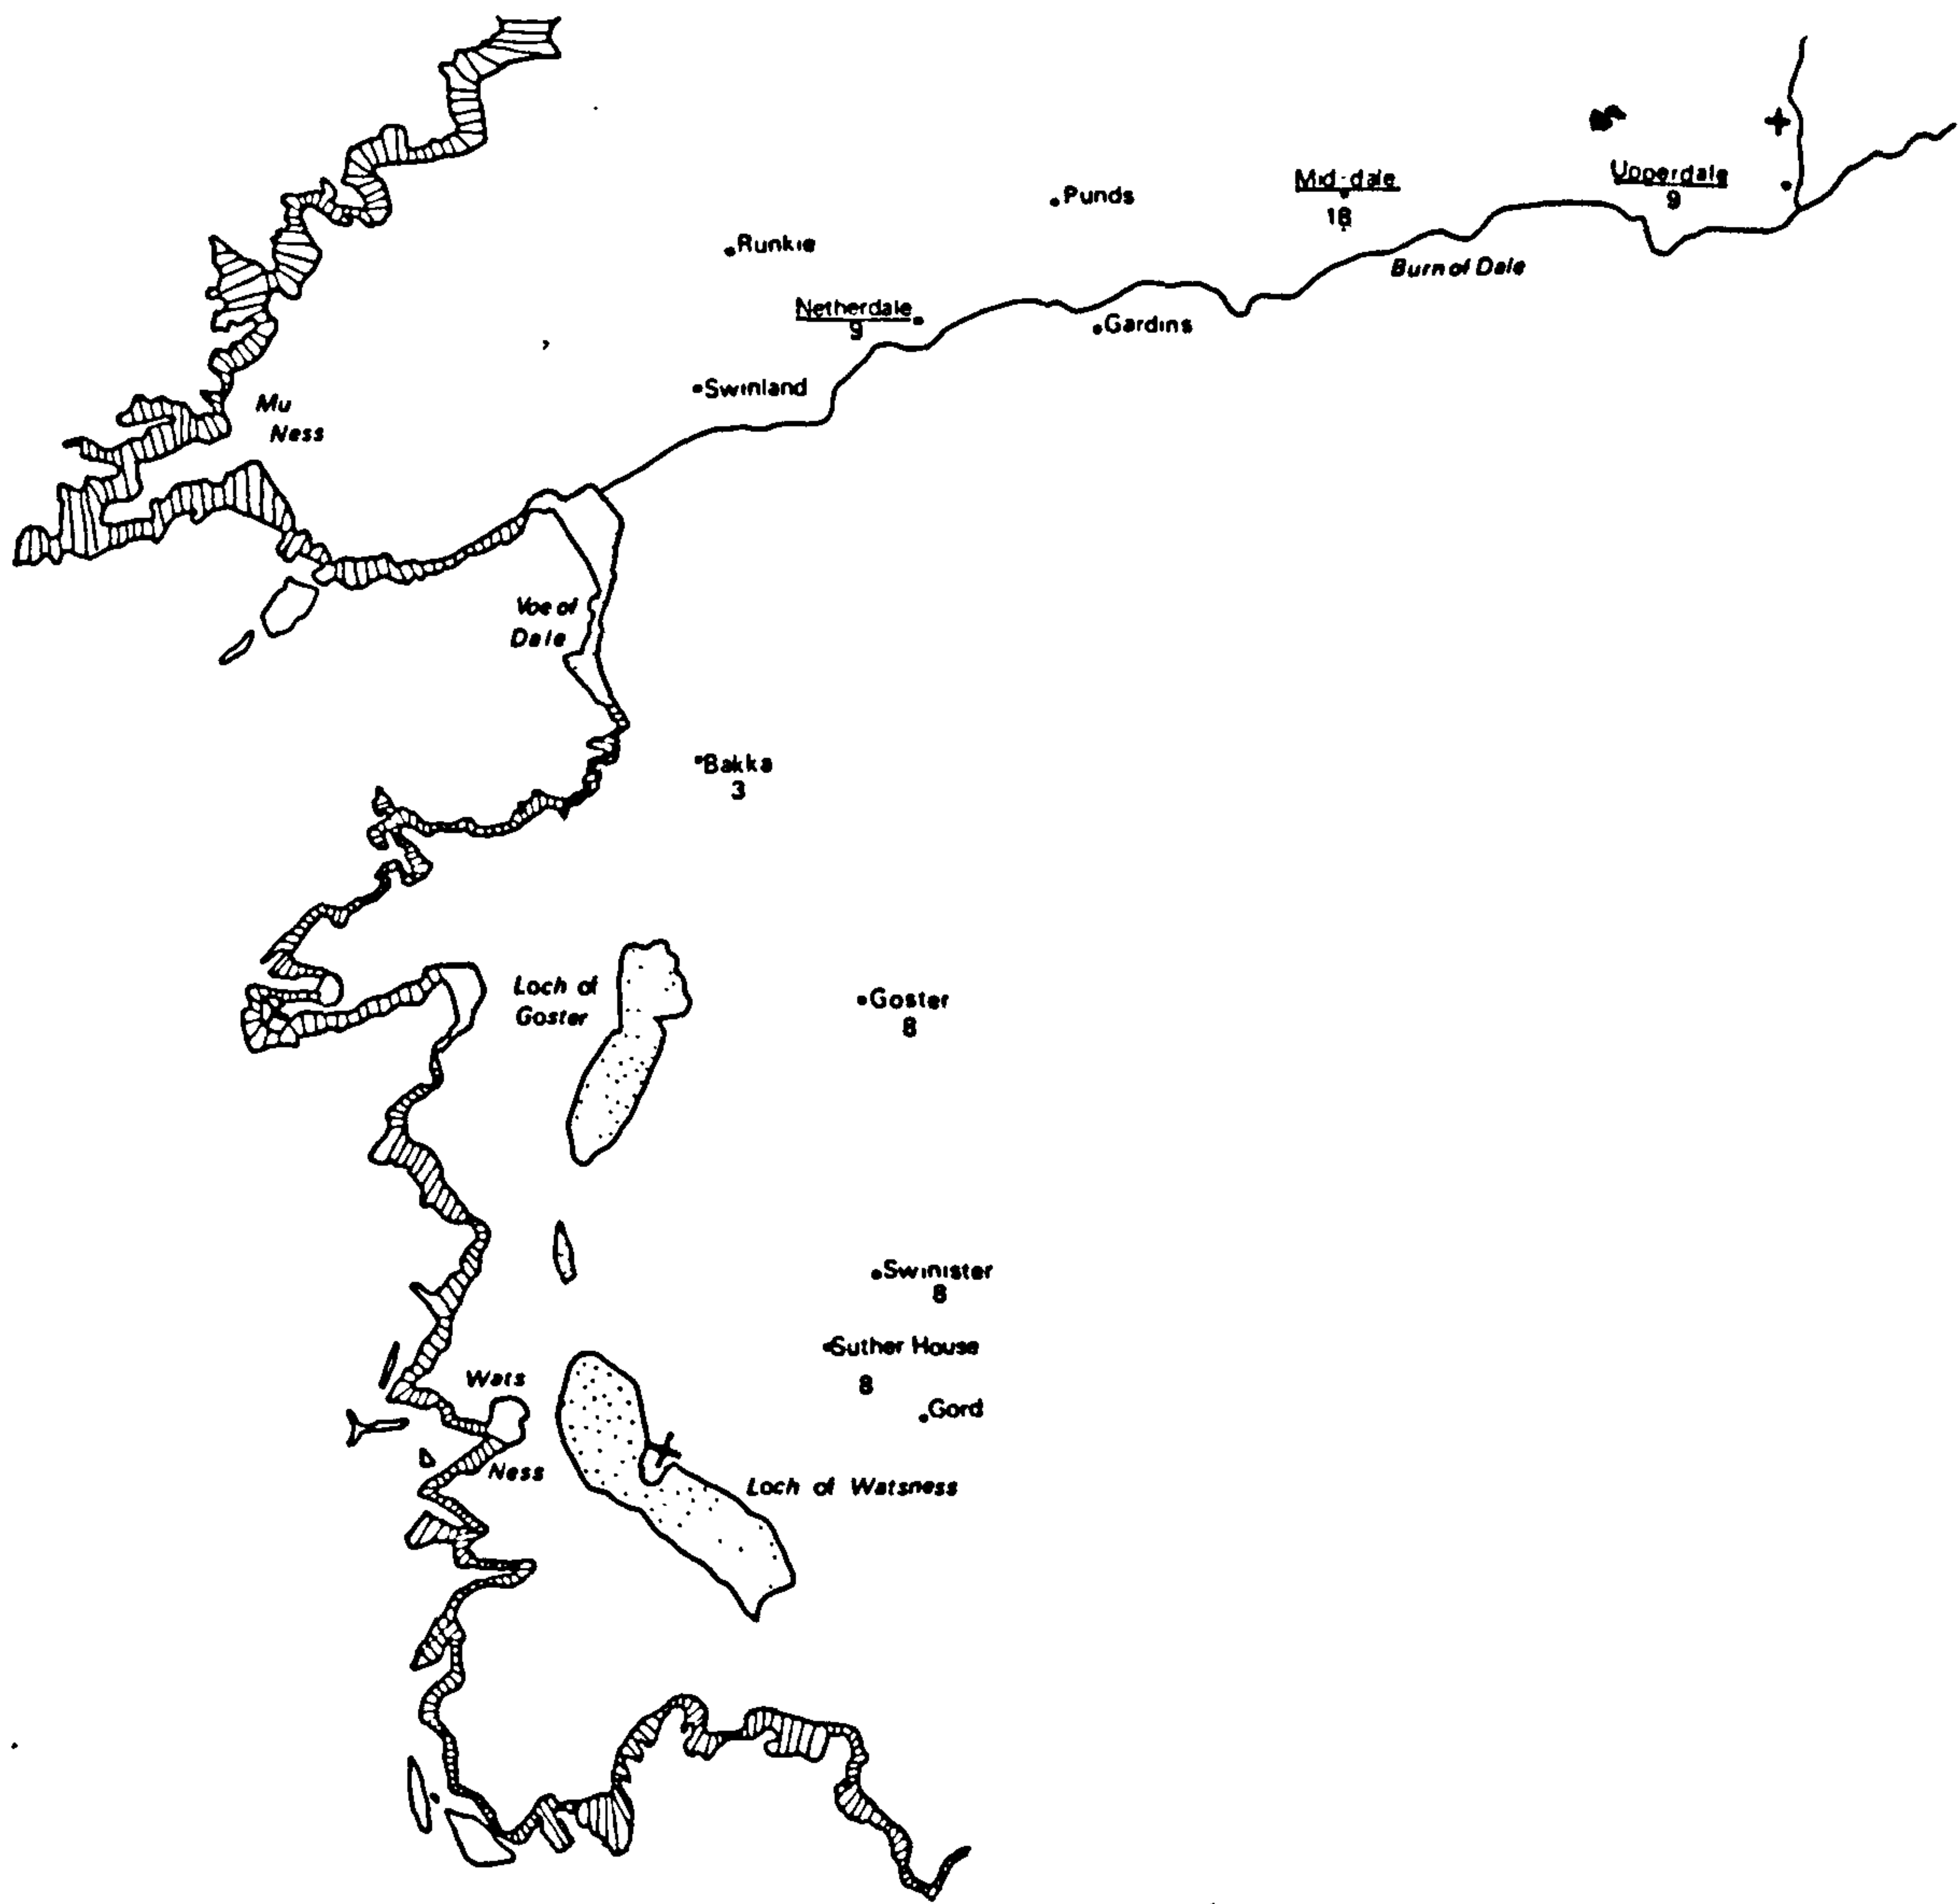 Punds
Mid-dale
18
Upperdale
9
Runkie
Burn of Dale
Netherdale
9
Gardins
Swinland
Mu
Ness
Voe of
Dale
Bakka
3
Loch of
Goster
Goster
8
Swinister
8
Suther House
8
Wats
Gord
Ness
Loch of Watsness